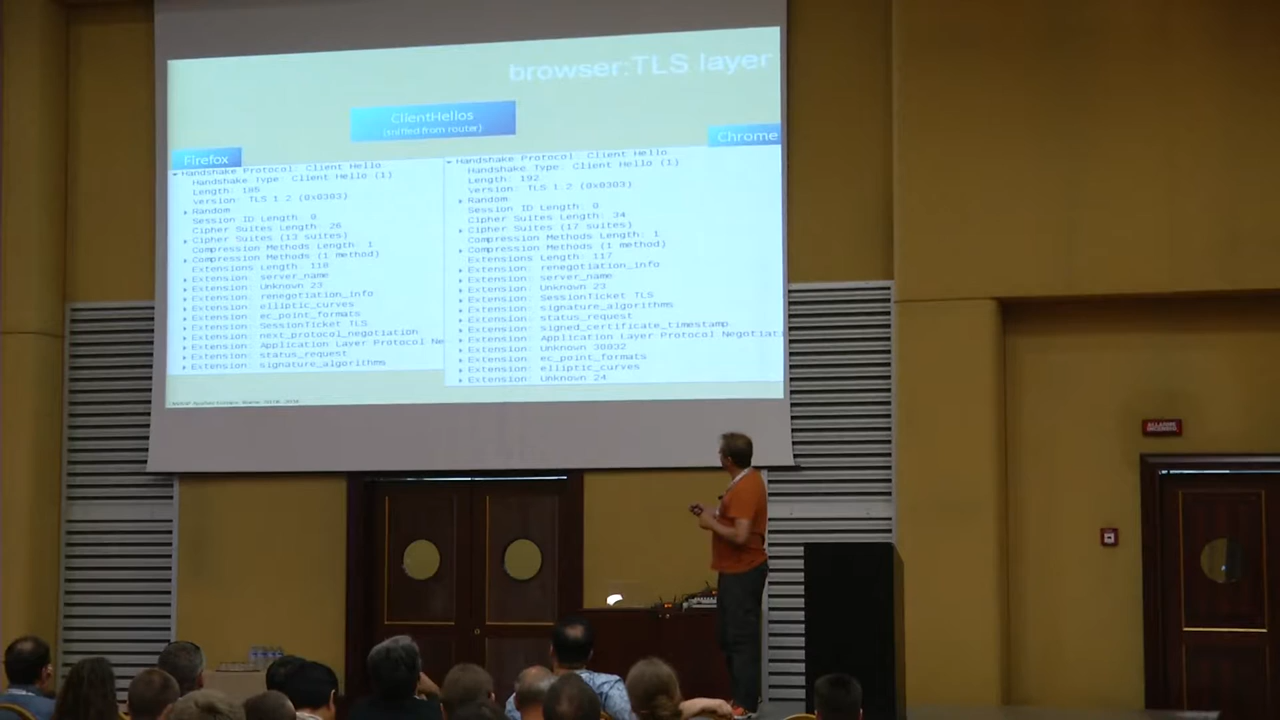 browser:TLS layer
ClientHellos
(sniffed from router)
Firefox
Handshake Protocol: Client Hello
Handshake Type: Client Hello (1)
Length: 185
Version: TLS 1.2 (0x0303)
Random
Session ID Length: 0
Cipher Suites Length: 26
Cipher Suites (13 suites)
Compression Methods Length: 1
Compression Methods (1 method)
Extensions Length: 118
Extension: server_name
Extension: Unknown 23
Extension: renegotiation_info
Extension: elliptic_curves
Extension: ec_point_formats
Extension: SessionTicket TLS
Extension: next_protocol_negotiation
Extension: Application Layer Protocol Ne
Extension: status_request
Extension: signature_algorithms
Chrome
Handshake Protocol: Client Hello
Handshake Type: Client Hello (1)
Length: 192
Version: TLS 1.2 (0x0303)
Random
Session ID Length: 0
Cipher Suites Length: 34
Cipher Suites (17 suites)
Compression Methods Length: 1
Compression Methods (1 method)
Extensions Length: 117
Extension: renegotiation_info
Extension: server_name
Extension: Unknown 23
Extension: SessionTicket TLS
Extension: signature_algorithms
Extension: status_request
Extension: signed_certificate_timestamp
Extension: Application Layer Protocol Negotiati
Extension: Unknown 30032
Extension: ec_point_formats
Extension: elliptic_curves
Extension: Unknown 24
ALLARME
INCENDIO